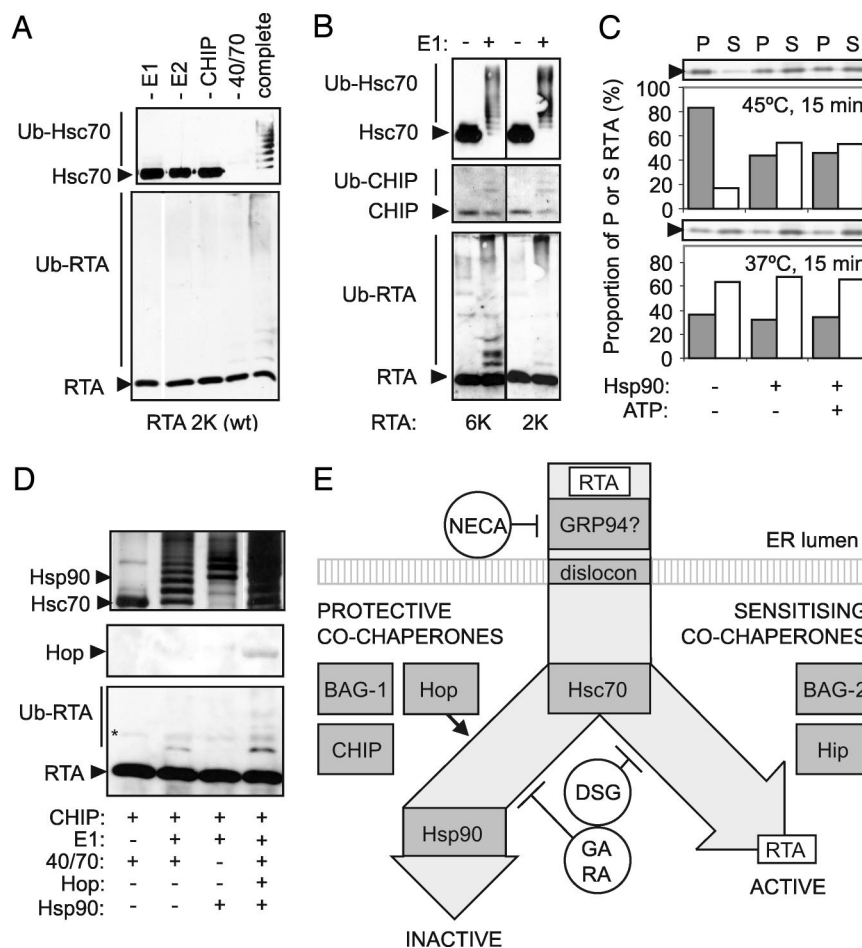 A
- E1
- E2
- CHIP
- 40/70
complete
Ub-Hsc70
Hsc70
Ub-RTA
RTA
RTA 2K (wt)
B
E1: - + - +
Ub-Hsc70
Hsc70
Ub-CHIP
CHIP
Ub-RTA
RTA
RTA: 6K 2K
C
P S P S P S
Proportion of P or S RTA (%)
100
80
60
40
20
0
45ºC, 15 min
80
60
40
20
0
37ºC, 15 min
Hsp90: - + +
ATP: - - +
D
Hsp90
Hsc70
Hop
Ub-RTA
*
RTA
CHIP: + + + +
E1: - + + +
40/70: + + - +
Hop: - - - +
Hsp90: - - + +
E
RTA
NECA
GRP94?
ER lumen
dislocon
PROTECTIVE
CO-CHAPERONES
SENSITISING
CO-CHAPERONES
BAG-1
Hop
Hsc70
BAG-2
CHIP
Hip
DSG
Hsp90
GA
RA
RTA
ACTIVE
INACTIVE